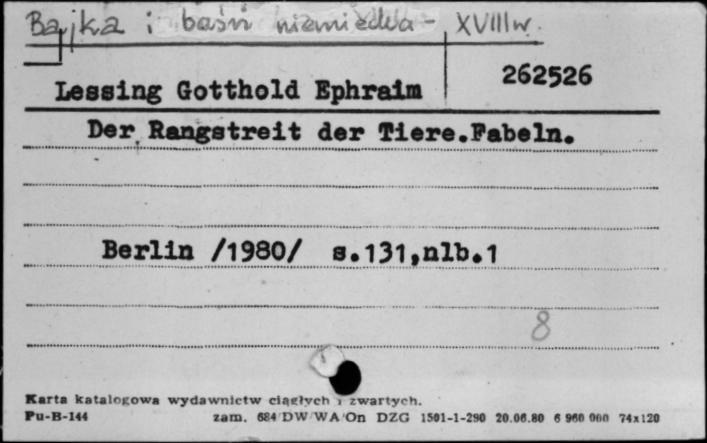 Bajka i baśń niemiecka - XVIII w.
Lessing Gotthold Ephraim 262526
Der Rangstreit der Tiere.Fabeln.
Berlin /1980/ s.131,nlb.1
8
Karta katalogowa wydawnictw ciągłych i zwartych.
Pu-B-144 zam. 684 DW WA On DZG 1501-1-290 20.06.80 6 960 000 74x120